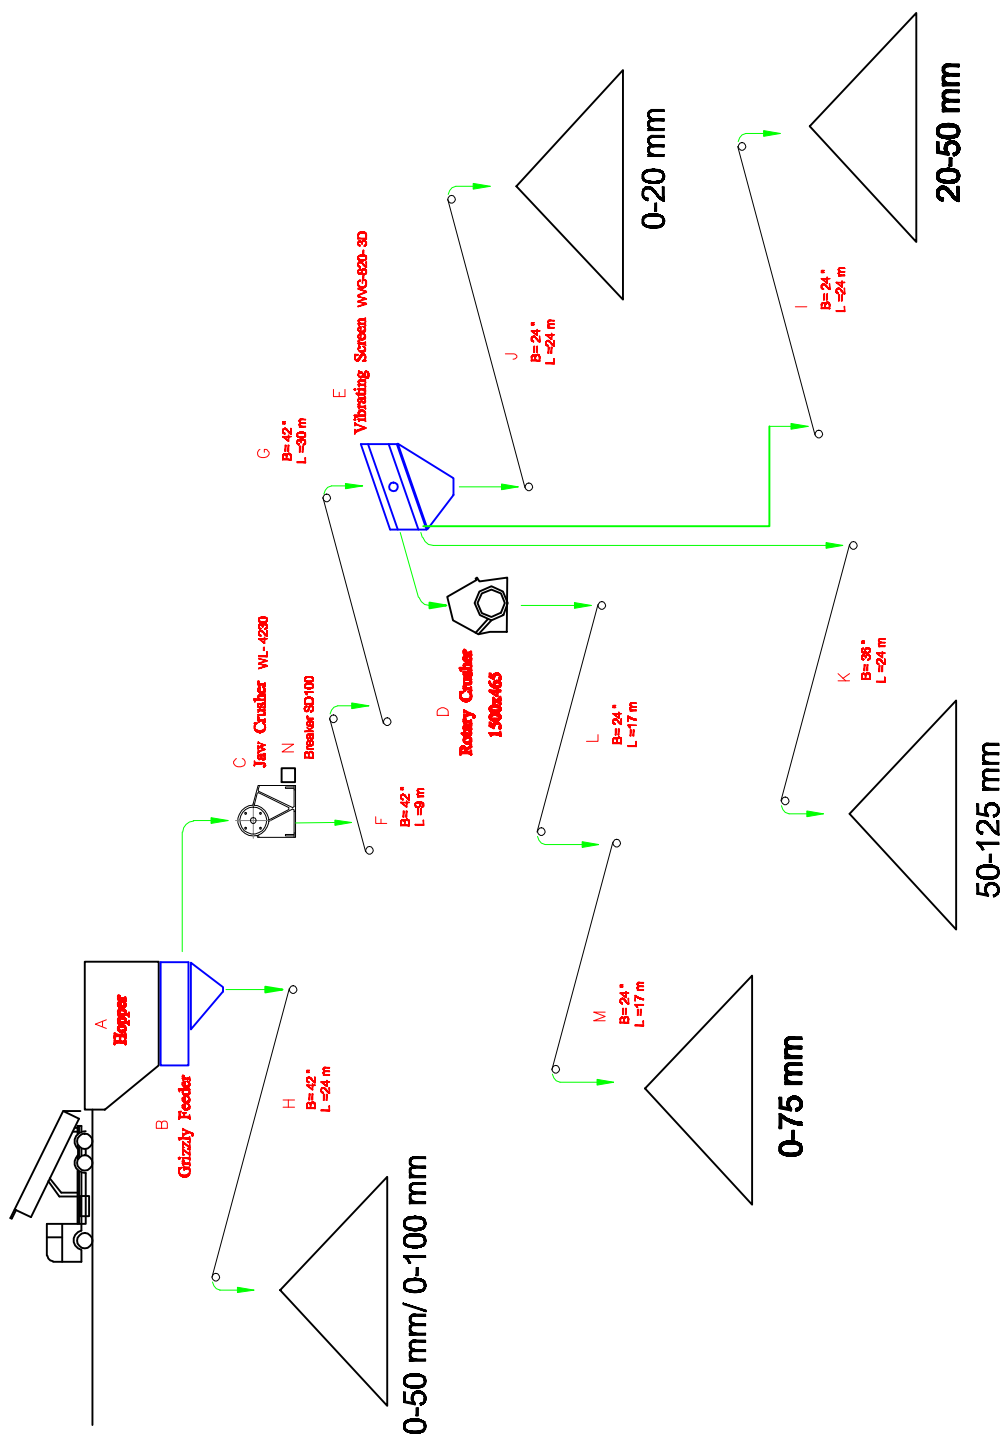 A
Hopper
B
Grizzly Feeder
H
B= 42"
L =24 m
0-50 mm/ 0-100 mm
C
Jaw Crusher WL- 4230
N
Breaker SD100
F
B= 42"
L =9 m
G
B= 42"
L =30 m
E
Vibrating Screen WVG-620- 3D
D
Rotary Crusher
1500x465
J
B= 24"
L =24 m
0-20 mm
I
B= 24"
L =24 m
20-50 mm
L
B= 24"
L =17 m
M
B= 24"
L =17 m
0-75 mm
K
B= 36"
L =24 m
50-125 mm